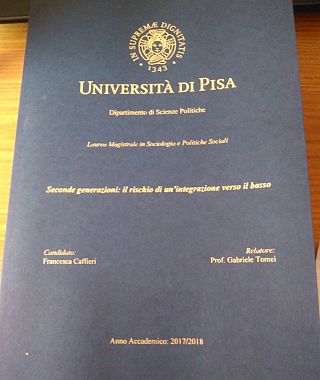 IN SUPREMÆ DIGNITATIS
1343
UNIVERSITÀ DI PISA
Dipartimento di Scienze Politiche
Laurea Magistrale in Sociologia e Politiche Sociali
Seconde generazioni: il rischio di un'integrazione verso il basso
Candidato:
Francesca Caffieri
Relatore:
Prof. Gabriele Tomei
Anno Accademico: 2017/2018